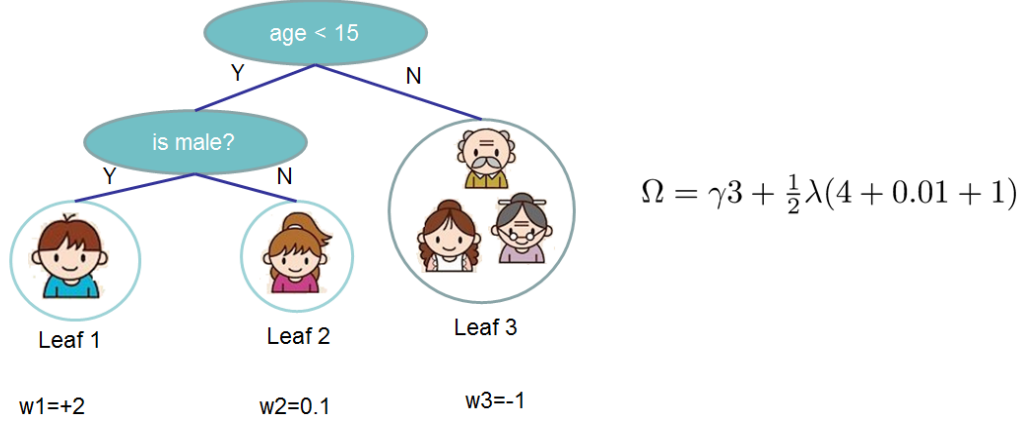 age < 15
Y
N
is male?
Y
N
Ω = γ3 + ½λ(4 + 0.01 + 1)
Leaf 1
Leaf 2
Leaf 3
w1=+2
w2=0.1
w3=-1